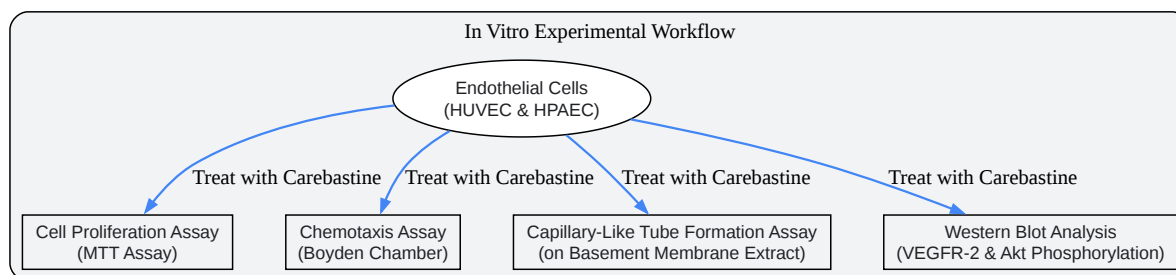 In Vitro Experimental Workflow
Endothelial Cells
(HUVEC & HPAEC)
Treat with Carebastine
Treat with Carebastine
Treat with Carebastine
Treat with Carebastine
Cell Proliferation Assay
(MTT Assay)
Chemotaxis Assay
(Boyden Chamber)
Capillary-Like Tube Formation Assay
(on Basement Membrane Extract)
Western Blot Analysis
(VEGFR-2 & Akt Phosphorylation)